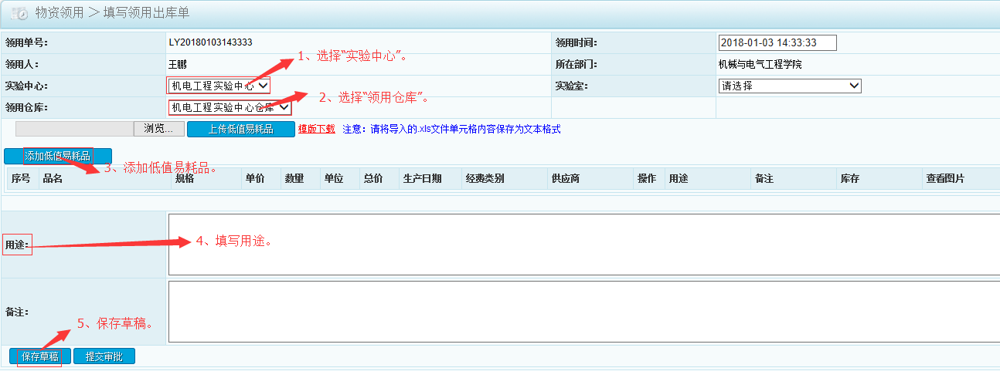 物资领用 > 填写领用出库单
领用单号: LY20180103143333 领用时间: 2018-01-03 14:33:33
领用人: 王鹏 所在部门: 机械与电气工程学院
1、选择“实验中心”。
实验中心: 机电工程实验中心 实验室: 请选择
2、选择“领用仓库”。
领用仓库: 机电工程实验中心仓库
浏览... 上传低值易耗品 模版下载 注意：请将导入的.xls文件单元格内容保存为文本格式
添加低值易耗品
3、添加低值易耗品。
序号 品名 规格 单价 数量 单位 总价 生产日期 经费类别 供应商 操作 用途 备注 库存 查看图片
用途: 4、填写用途。
备注:
5、保存草稿。
保存草稿 提交审批